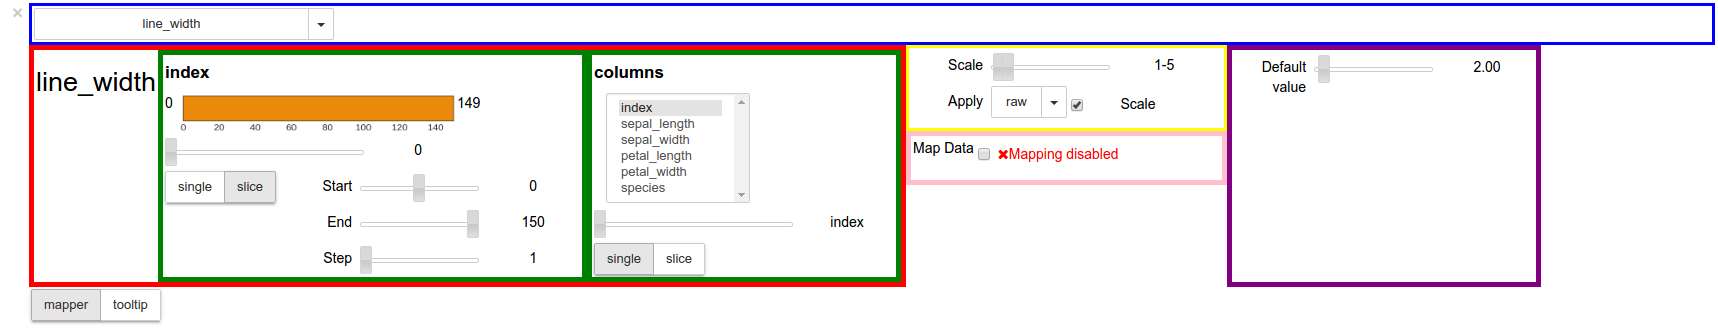 ×
line_width
line_width
index
0 149
0 20 40 60 80 100 120 140
0
single slice
Start 0
End 150
Step 1
columns
index
sepal_length
sepal_width
petal_length
petal_width
species
index
single slice
Scale 1-5
Apply raw Scale
Map Data ✖Mapping disabled
Default value 2.00
mapper tooltip